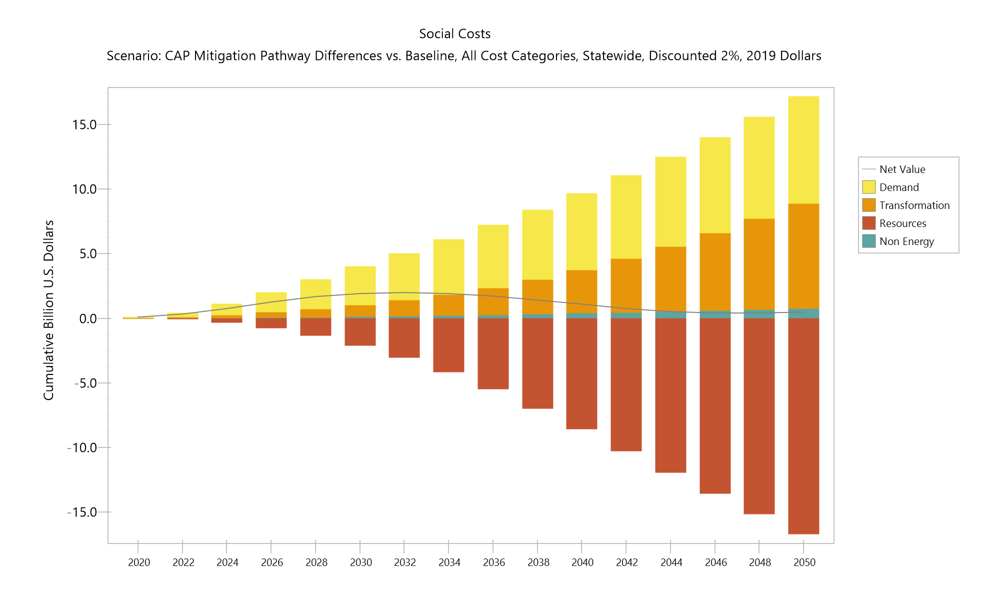 Social Costs
Scenario: CAP Mitigation Pathway Differences vs. Baseline, All Cost Categories, Statewide, Discounted 2%, 2019 Dollars
Cumulative Billion U.S. Dollars
15.0
10.0
5.0
0.0
-5.0
-10.0
-15.0
2020 2022 2024 2026 2028 2030 2032 2034 2036 2038 2040 2042 2044 2046 2048 2050
Net Value
Demand
Transformation
Resources
Non Energy